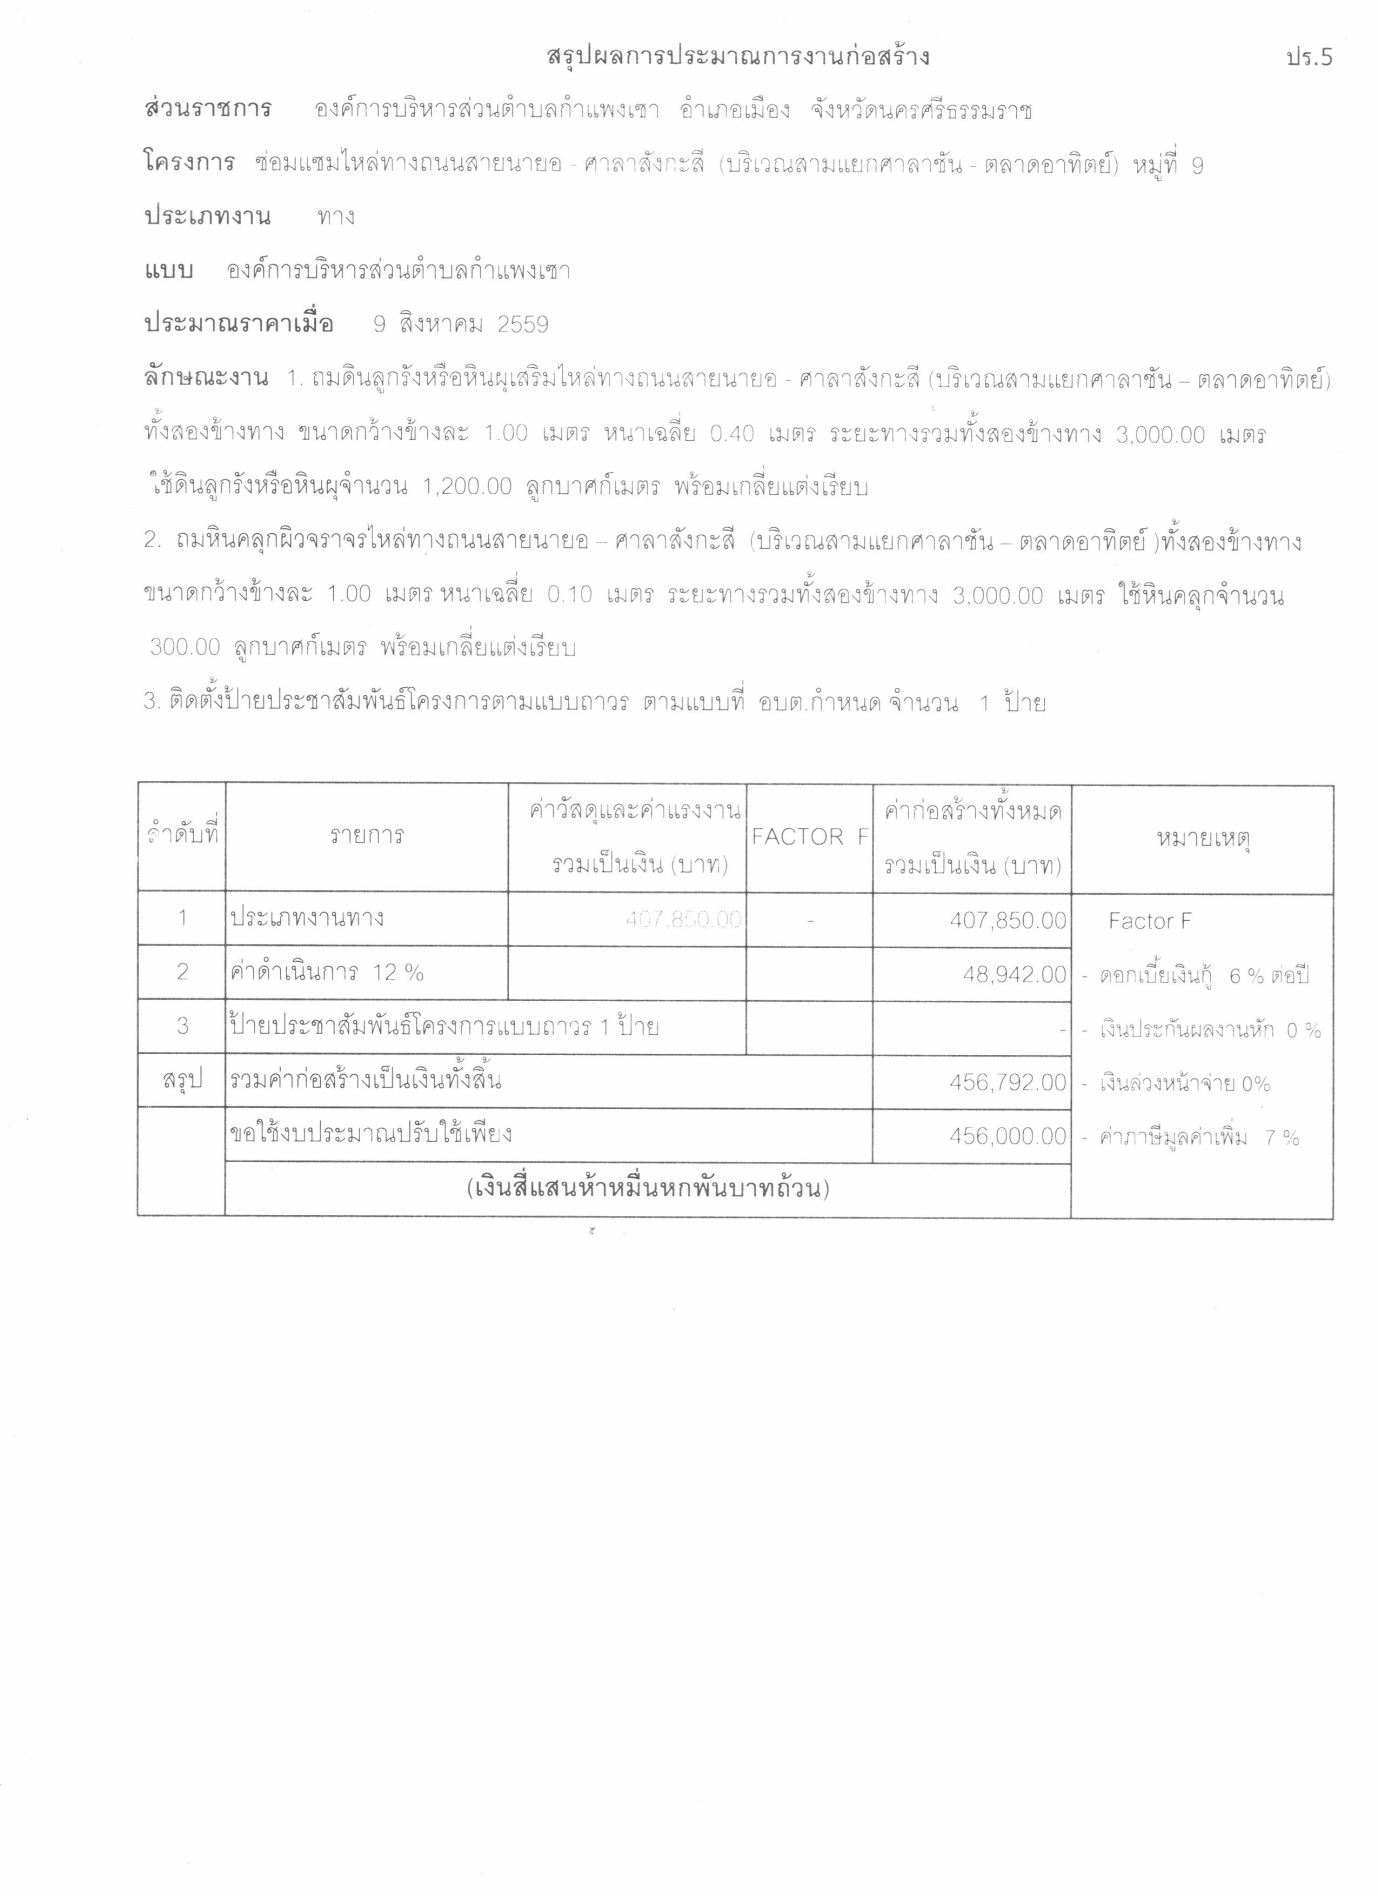 สรุปผลการประมาณการงานก่อสร้าง ปร.5
ส่วนราชการ องค์การบริหารส่วนตำบลกำแพงเซา อำเภอเมือง จังหวัดนครศรีธรรมราช
โครงการ ซ่อมแซมไหล่ทางถนนสายนายอ - ศาลาสังกะสี (บริเวณสามแยกศาลาชัน - ตลาดอาทิตย์) หมู่ที่ 9
ประเภทงาน ทาง
แบบ องค์การบริหารส่วนตำบลกำแพงเซา
ประมาณราคาเมื่อ 9 สิงหาคม 2559
ลักษณะงาน 1. ถมดินลูกรังหรือหินผุเสริมไหล่ทางถนนสายนายอ - ศาลาสังกะสี (บริเวณสามแยกศาลาชัน – ตลาดอาทิตย์)
ทั้งสองข้างทาง ขนาดกว้างข้างละ 1.00 เมตร หนาเฉลี่ย 0.40 เมตร ระยะทางรวมทั้งสองข้างทาง 3,000.00 เมตร
ใช้ดินลูกรังหรือหินผุจำนวน 1,200.00 ลูกบาศก์เมตร พร้อมเกลี่ยแต่งเรียบ
2. ถมหินคลุกผิวจราจรไหล่ทางถนนสายนายอ – ศาลาสังกะสี (บริเวณสามแยกศาลาชัน – ตลาดอาทิตย์ )ทั้งสองข้างทาง
ขนาดกว้างข้างละ 1.00 เมตร หนาเฉลี่ย 0.10 เมตร ระยะทางรวมทั้งสองข้างทาง 3,000.00 เมตร ใช้หินคลุกจำนวน
300.00 ลูกบาศก์เมตร พร้อมเกลี่ยแต่งเรียบ
3. ติดตั้งป้ายประชาสัมพันธ์โครงการตามแบบถาวร ตามแบบที่ อบต.กำหนด จำนวน 1 ป้าย
ลำดับที่ รายการ ค่าวัสดุและค่าแรงงาน รวมเป็นเงิน (บาท) FACTOR F ค่าก่อสร้างทั้งหมด รวมเป็นเงิน (บาท) หมายเหตุ
1 ประเภทงานทาง 407,850.00 - 407,850.00 Factor F
2 ค่าดำเนินการ 12 % 48,942.00 - ดอกเบี้ยเงินกู้ 6 % ต่อปี
3 ป้ายประชาสัมพันธ์โครงการแบบถาวร 1 ป้าย - - เงินประกันผลงานหัก 0 %
สรุป รวมค่าก่อสร้างเป็นเงินทั้งสิ้น 456,792.00 - เงินล่วงหน้าจ่าย 0%
ขอใช้งบประมาณปรับใช้เพียง 456,000.00 - ค่าภาษีมูลค่าเพิ่ม 7 %
(เงินสี่แสนห้าหมื่นหกพันบาทถ้วน)